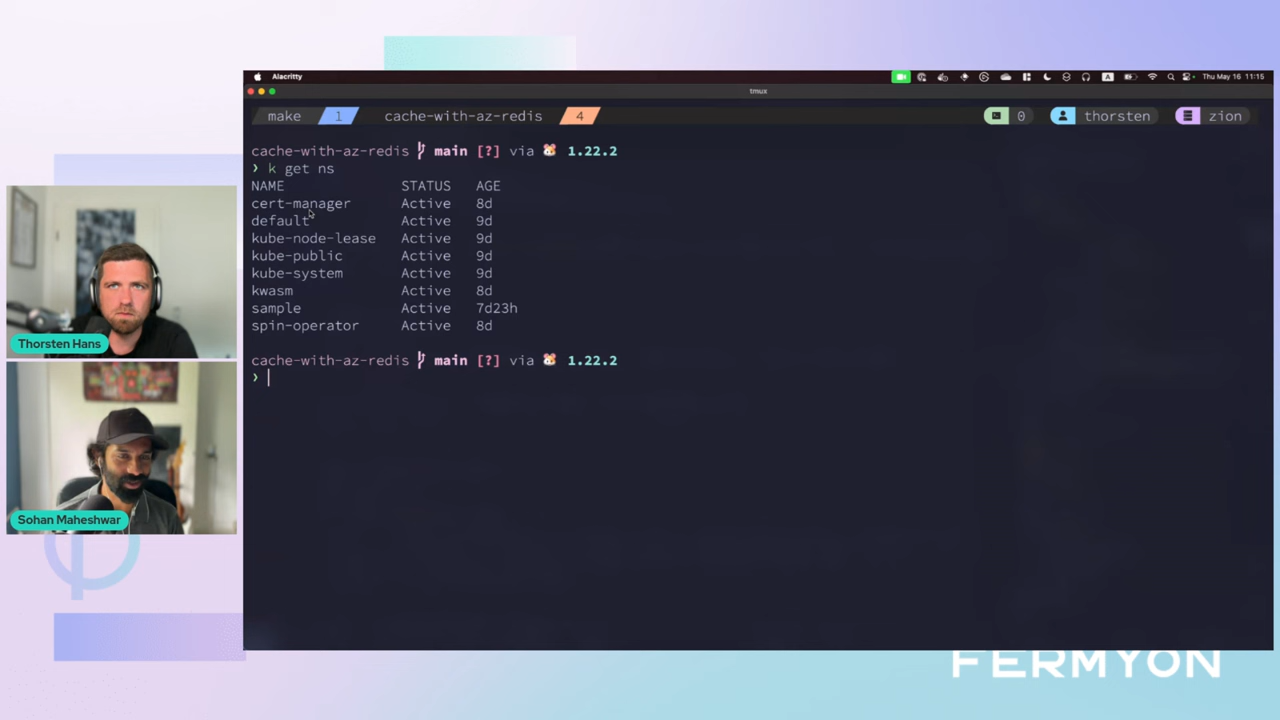 Alacritty
Thu May 16 11:15
tmux
make 1 cache-with-az-redis 4 0 thorsten zion
cache-with-az-redis main [?] via 1.22.2
❯ k get ns
NAME STATUS AGE
cert-manager Active 8d
default Active 9d
kube-node-lease Active 9d
kube-public Active 9d
kube-system Active 9d
kwasm Active 8d
sample Active 7d23h
spin-operator Active 8d
cache-with-az-redis main [?] via 1.22.2
❯
Thorsten Hans
Sohan Maheshwar
FERMYON